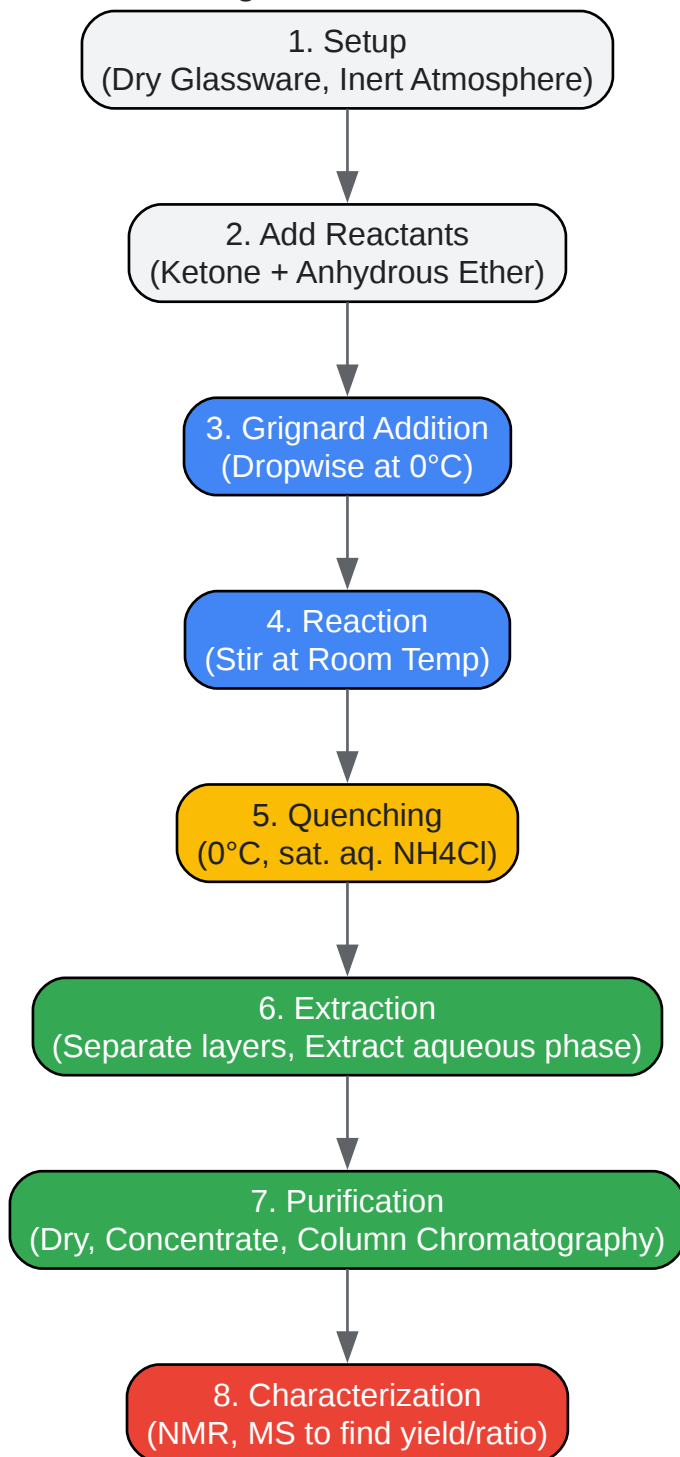 1. Setup
(Dry Glassware, Inert Atmosphere)
2. Add Reactants
(Ketone + Anhydrous Ether)
3. Grignard Addition
(Dropwise at 0°C)
4. Reaction
(Stir at Room Temp)
5. Quenching
(0°C, sat. aq. NH4Cl)
6. Extraction
(Separate layers, Extract aqueous phase)
7. Purification
(Dry, Concentrate, Column Chromatography)
8. Characterization
(NMR, MS to find yield/ratio)